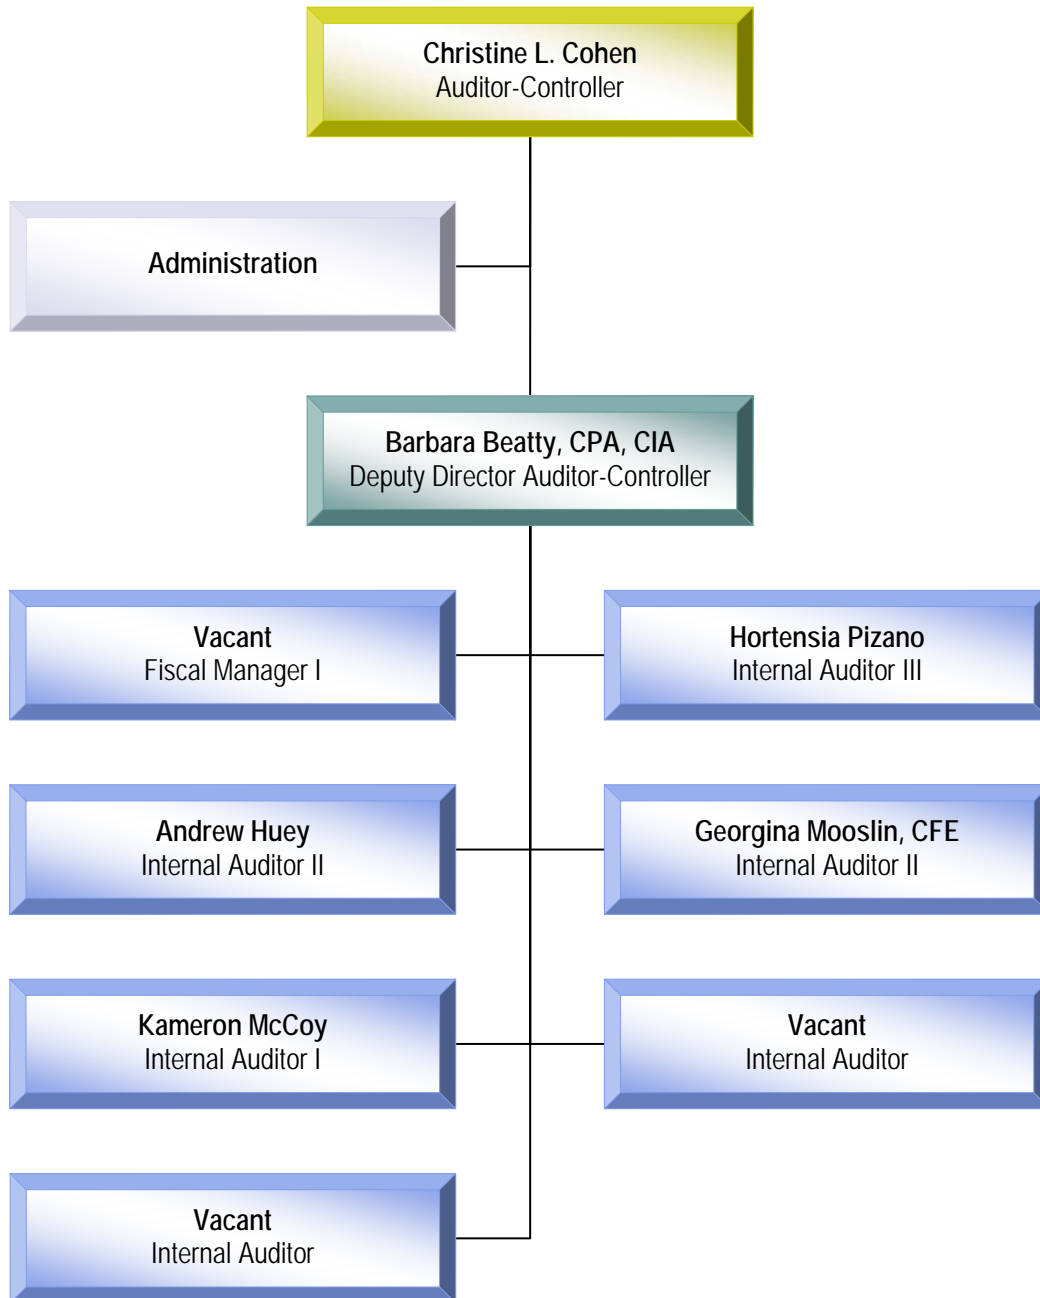 Christine L. Cohen
Auditor-Controller
Administration
Barbara Beatty, CPA, CIA
Deputy Director Auditor-Controller
Vacant
Fiscal Manager I
Hortensia Pizano
Internal Auditor III
Andrew Huey
Internal Auditor II
Georgina Mooslin, CFE
Internal Auditor II
Kameron McCoy
Internal Auditor I
Vacant
Internal Auditor
Vacant
Internal Auditor